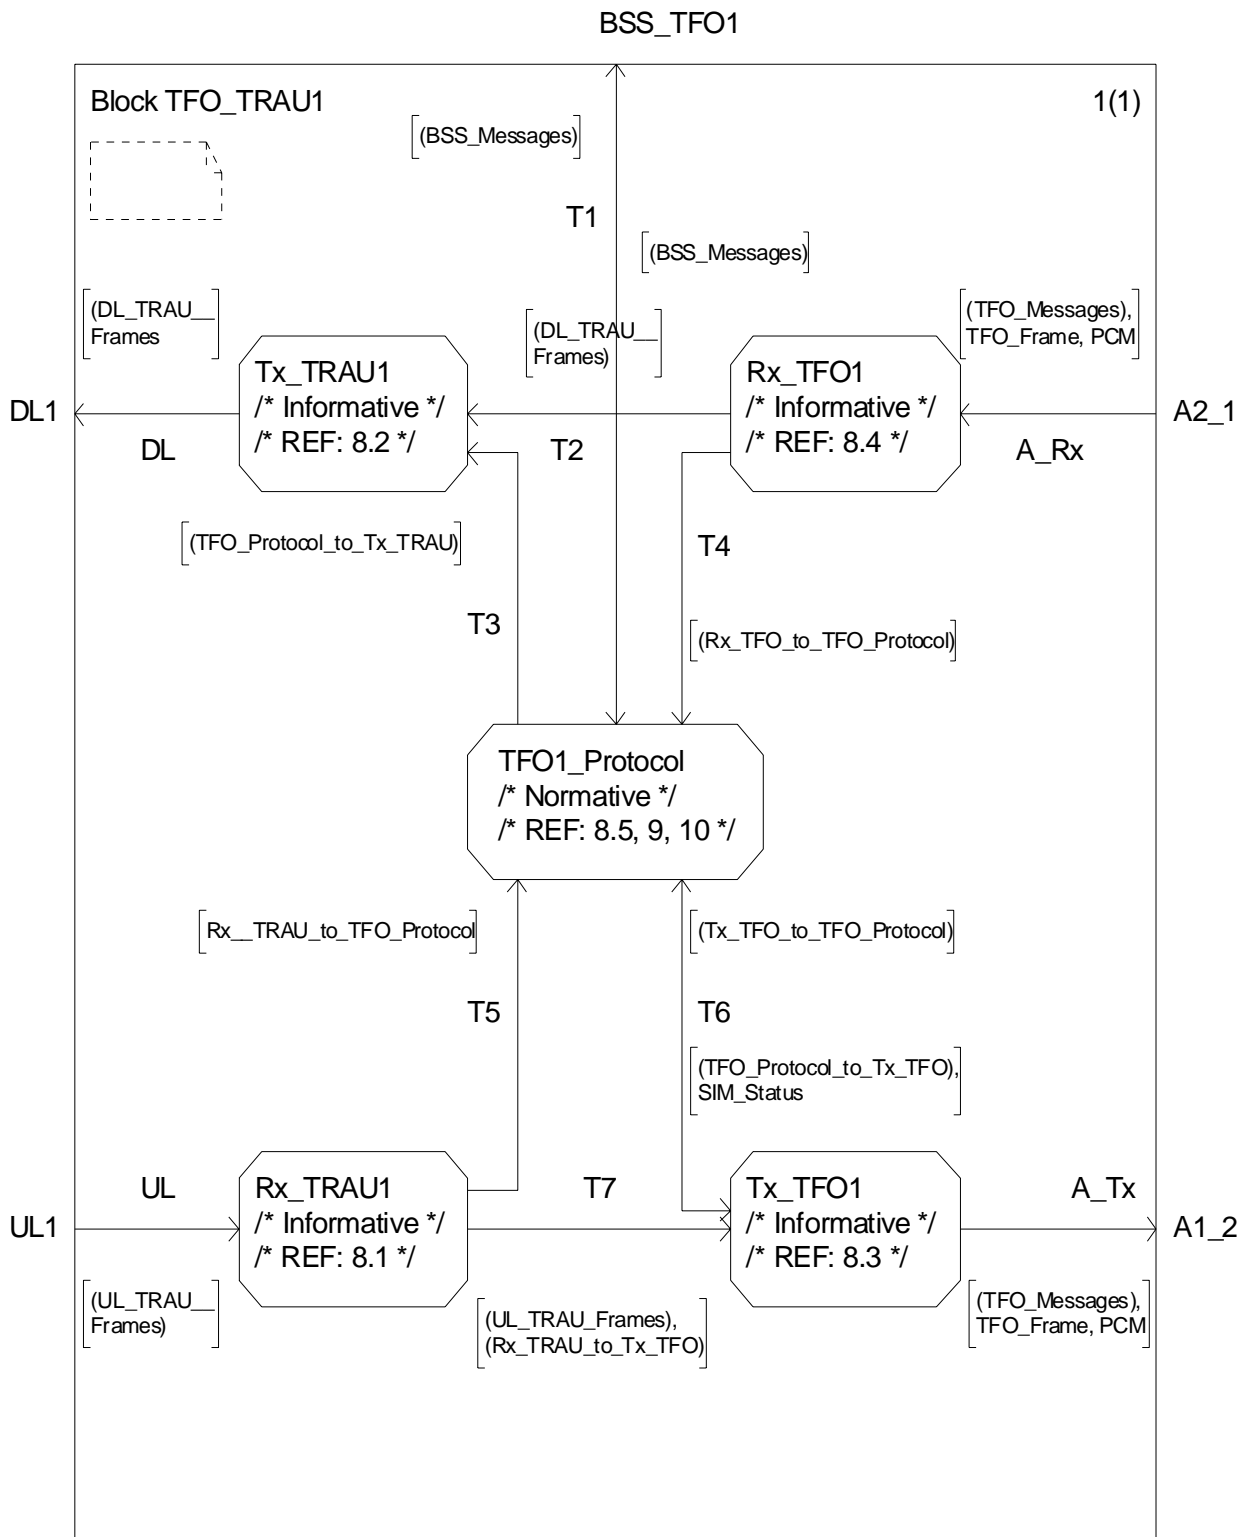 BSS_TFO1
Block TFO_TRAU1
1(1)
(BSS_Messages)
T1
(BSS_Messages)
(DL_TRAU__
Frames
(DL_TRAU__
Frames)
(TFO_Messages),
TFO_Frame, PCM
Tx_TRAU1
/* Informative */
/* REF: 8.2 */
Rx_TFO1
/* Informative */
/* REF: 8.4 */
DL1
DL
T2
A_Rx
A2_1
(TFO_Protocol_to_Tx_TRAU)
T4
T3
(Rx_TFO_to_TFO_Protocol)
TFO1_Protocol
/* Normative */
/* REF: 8.5, 9, 10 */
Rx__TRAU_to_TFO_Protocol
(Tx_TFO_to_TFO_Protocol)
T5
T6
(TFO_Protocol_to_Tx_TFO),
SIM_Status
UL
Rx_TRAU1
/* Informative */
/* REF: 8.1 */
T7
Tx_TFO1
/* Informative */
/* REF: 8.3 */
A_Tx
UL1
A1_2
(UL_TRAU__
Frames)
(UL_TRAU_Frames),
(Rx_TRAU_to_Tx_TFO)
(TFO_Messages),
TFO_Frame, PCM